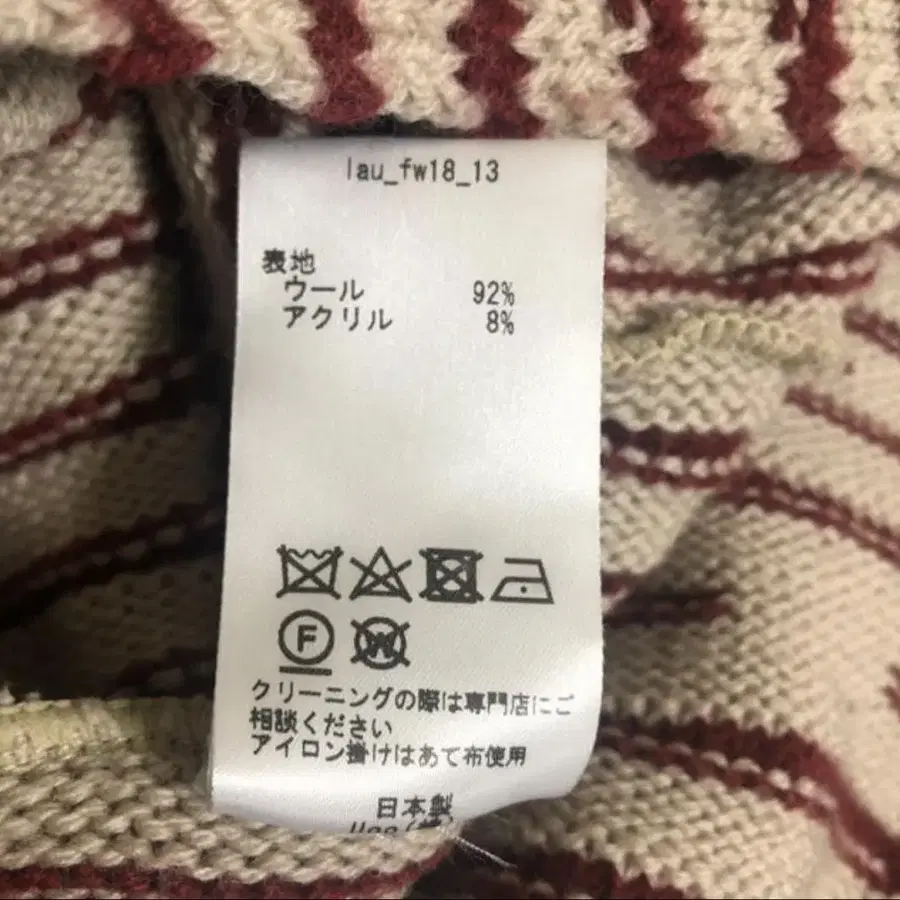 lau_fw18_13
表地
ウール 92%
アクリル 8%
F W
クリーニングの際は専門店にご
相談ください
アイロン掛けはあて布使用
日本製